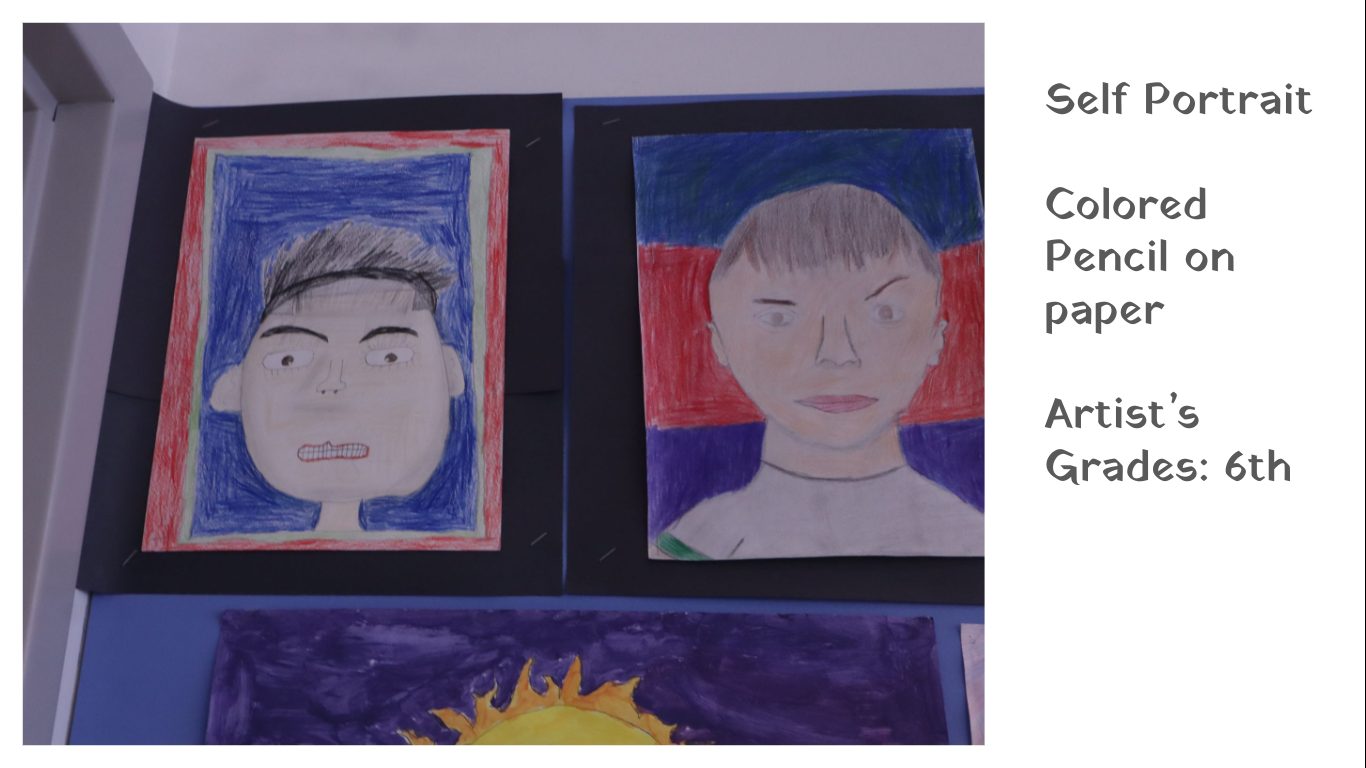 Self Portrait
Colored
Pencil on
paper
Artist's
Grades: 6th